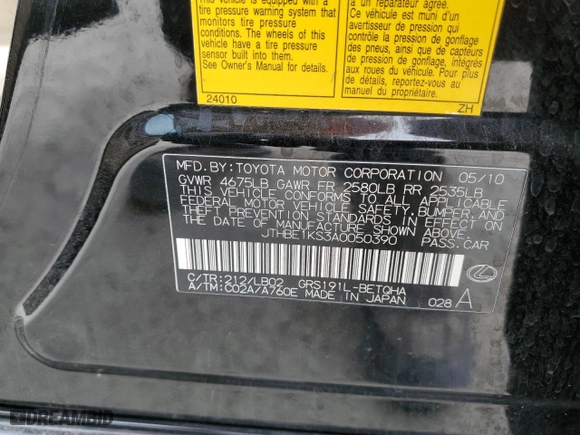 This vehicle is equipped with a
tire pressure warning system that
monitors tire pressure
conditions. The wheels of this
vehicle have a tire pressure
sensor built into them.
See Owner's Manual for details.
24010
a un réparateur agréé.
Ce véhicule est muni d'un
avertisseur de pression qui
contrôle la pression de gonflage
des pneus, ainsi que de capteurs
de pression de gonflage, intégrés
aux roues du véhicule. Pour
plus de détails, reportez-vous
au manuel du propriétaire.
ZH
MFD. BY: TOYOTA MOTOR CORPORATION 05/10
GVWR 4675LB GAWR FR 2580LB RR 2535LB
THIS VEHICLE CONFORMS TO ALL APPLICABLE
FEDERAL MOTOR VEHICLE SAFETY, BUMPER, AND
THEFT PREVENTION STANDARDS IN EFFECT ON
THE DATE OF MANUFACTURE SHOWN ABOVE.
JTHBE1KS3A0050390 PASS. CAR
C/TR: 212/LB02 GRS191L-BETQHA
A/TM: C02A/A760E MADE IN JAPAN 028 A
DREAMBID